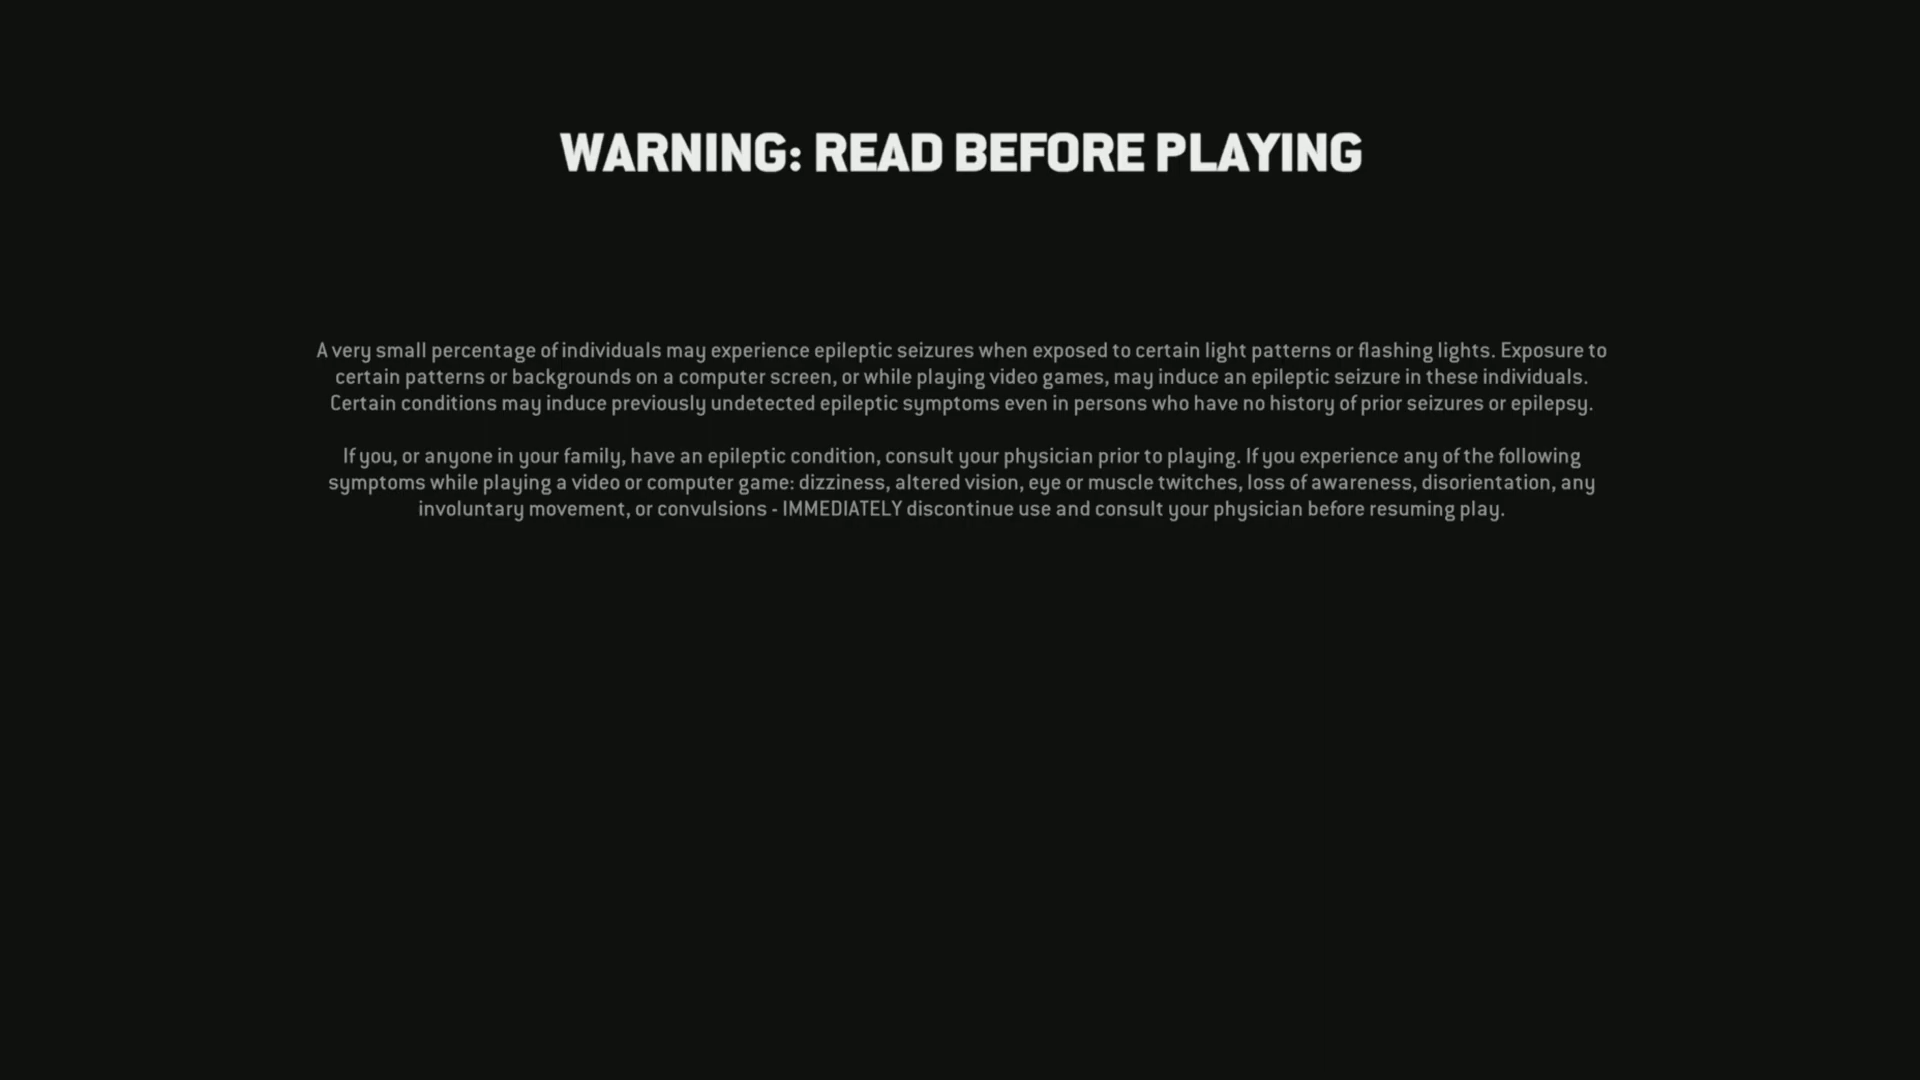 WARNING: READ BEFORE PLAYING
A very small percentage of individuals may experience epileptic seizures when exposed to certain light patterns or flashing lights. Exposure to
certain patterns or backgrounds on a computer screen, or while playing video games, may induce an epileptic seizure in these individuals.
Certain conditions may induce previously undetected epileptic symptoms even in persons who have no history of prior seizures or epilepsy.
If you, or anyone in your family, have an epileptic condition, consult your physician prior to playing. If you experience any of the following
symptoms while playing a video or computer game: dizziness, altered vision, eye or muscle twitches, loss of awareness, disorientation, any
involuntary movement, or convulsions - IMMEDIATELY discontinue use and consult your physician before resuming play.